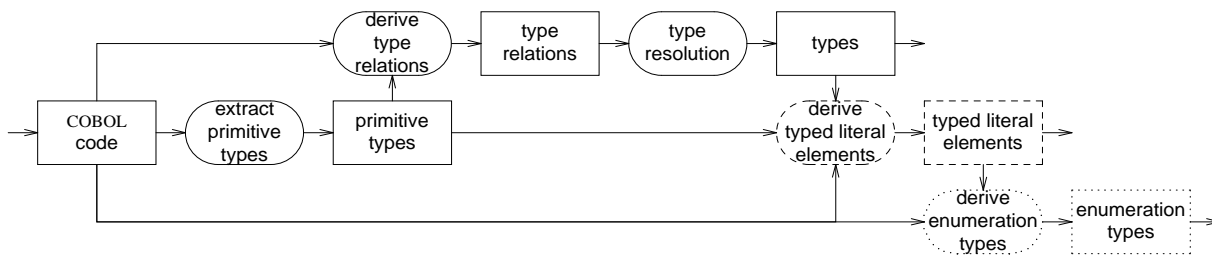 derive
type
relations
type
relations
type
resolution
types
COBOL
code
extract
primitive
types
primitive
types
derive
typed literal
elements
typed literal
elements
derive
enumeration
types
enumeration
types